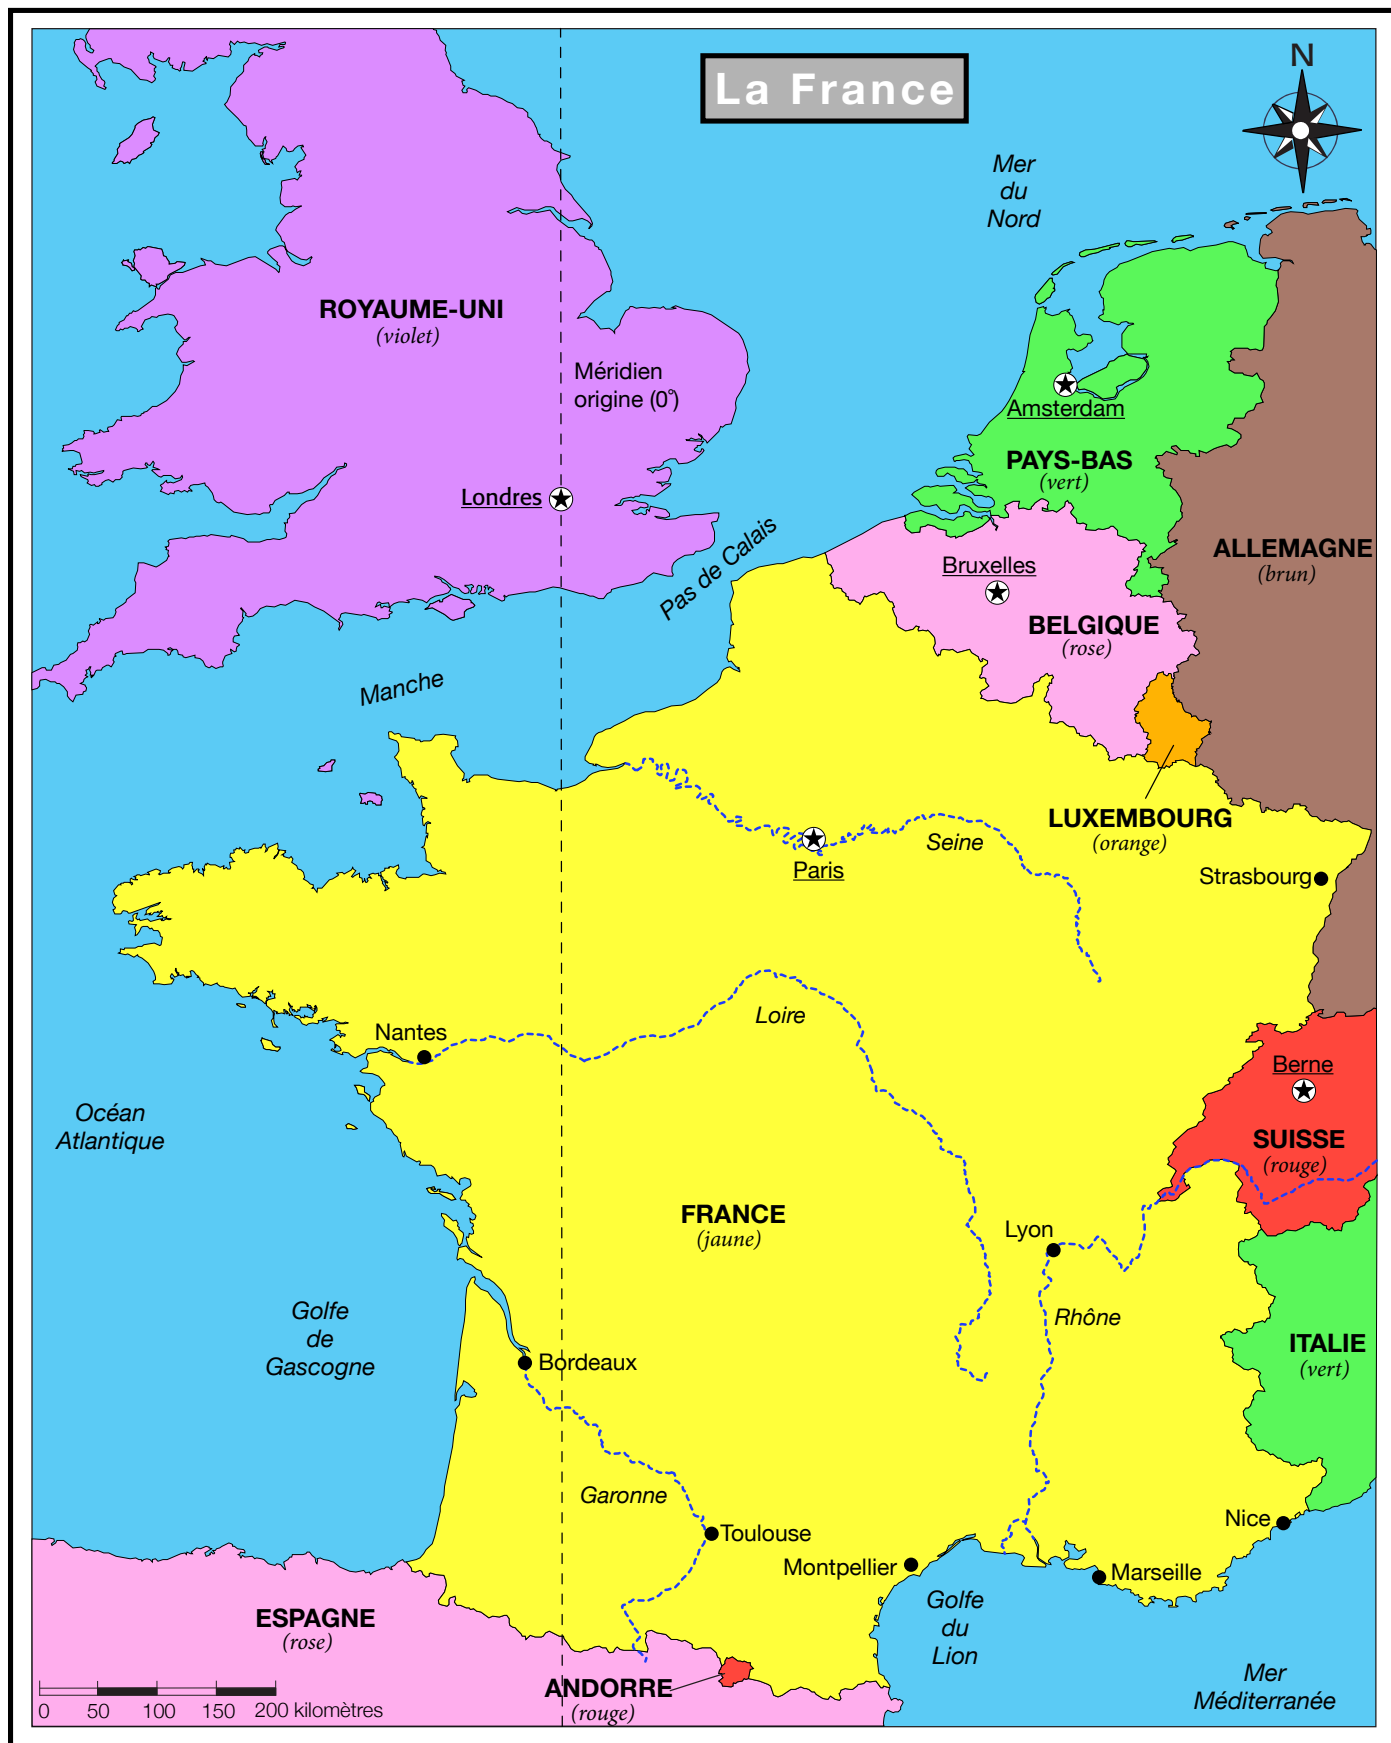 La France
N
Mer
du
Nord
ROYAUME-UNI
(violet)
Méridien
origine (0°)
Amsterdam
PAYS-BAS
(vert)
Londres
Pas de Calais
ALLEMAGNE
(brun)
Bruxelles
BELGIQUE
(rose)
Manche
LUXEMBOURG
(orange)
Seine
Paris
Strasbourg
Loire
Nantes
Berne
SUISSE
(rouge)
Océan
Atlantique
FRANCE
(jaune)
Lyon
Rhône
Golfe
de
Gascogne
ITALIE
(vert)
Bordeaux
Garonne
Toulouse
Nice
Montpellier
Marseille
Golfe
du
Lion
ESPAGNE
(rose)
ANDORRE
(rouge)
Mer
Méditerranée
0 50 100 150 200 kilomètres